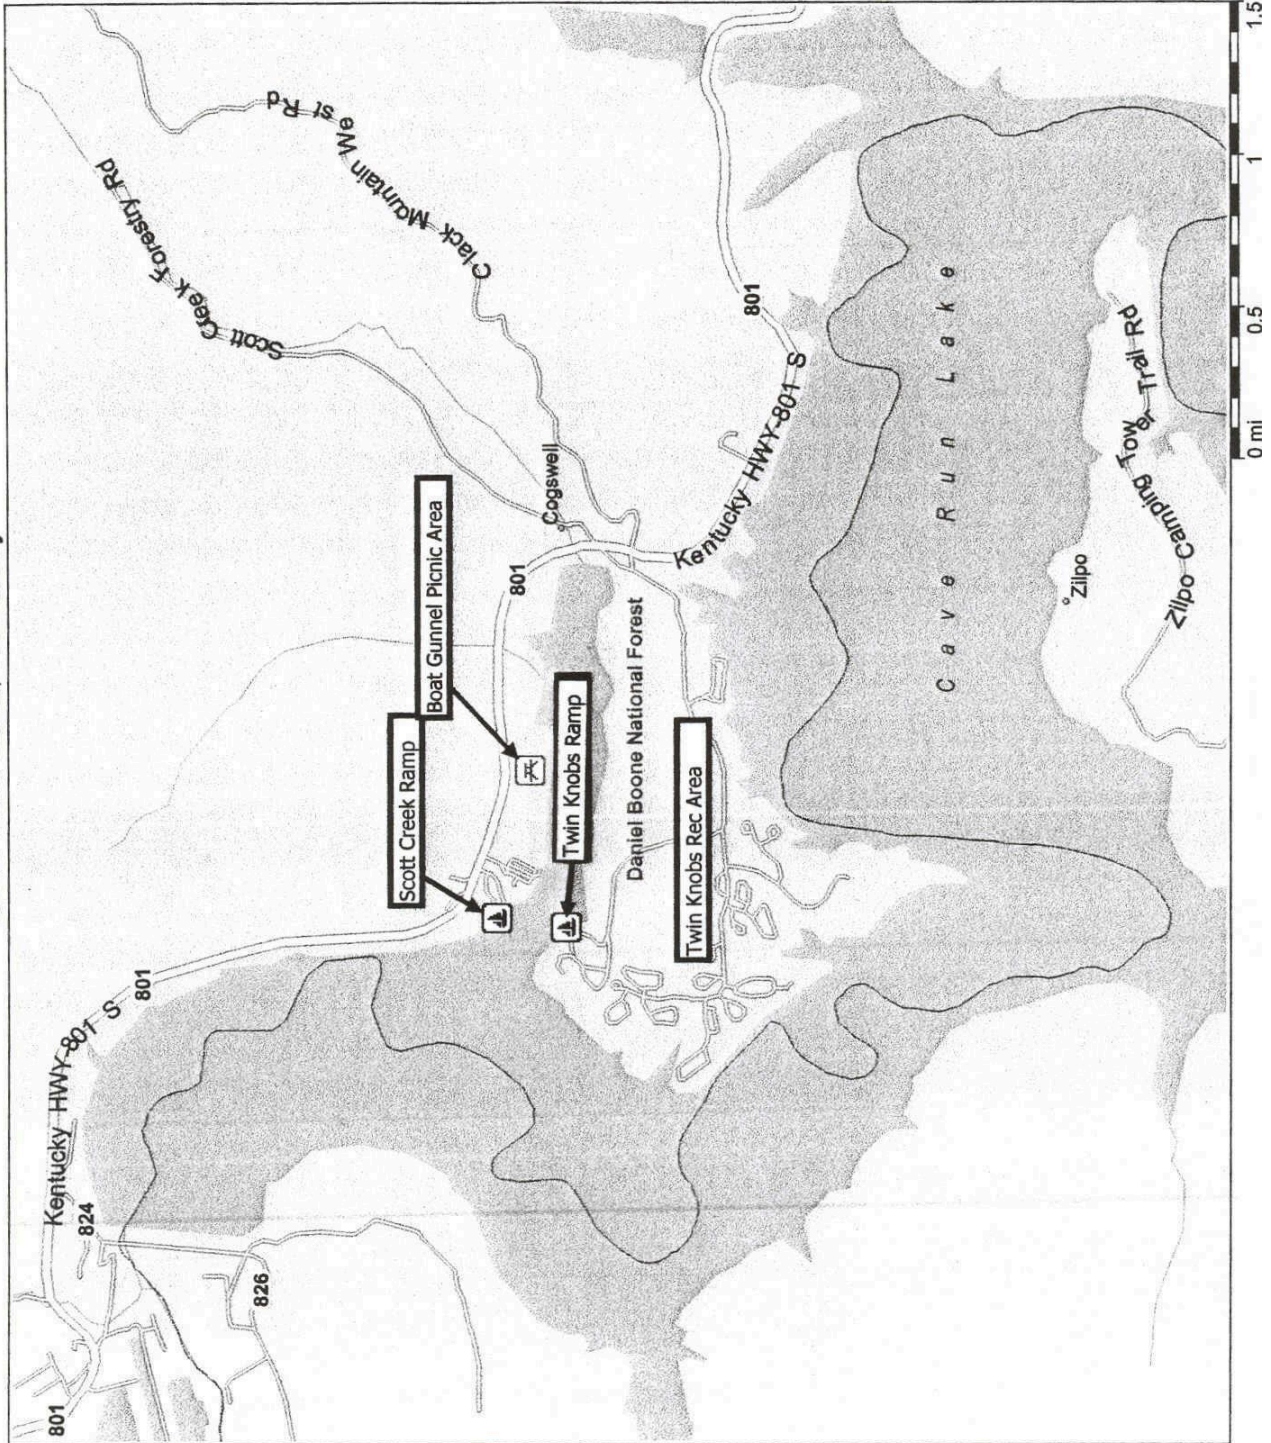 801
824
826
Kentucky HWY-801 S
801
Scott Creek Ramp
Boat Gunnel Picnic Area
Twin Knobs Ramp
Twin Knobs Rec Area
Daniel Boone National Forest
801
Cogswell
Scott Creek Forestry Rd
Clack Mountain West Rd
Kentucky HWY-801 S
801
Cave Run Lake
Zilpo
Zilpo Camping Tower Trail Rd
0 mi
0.5
1
1.5